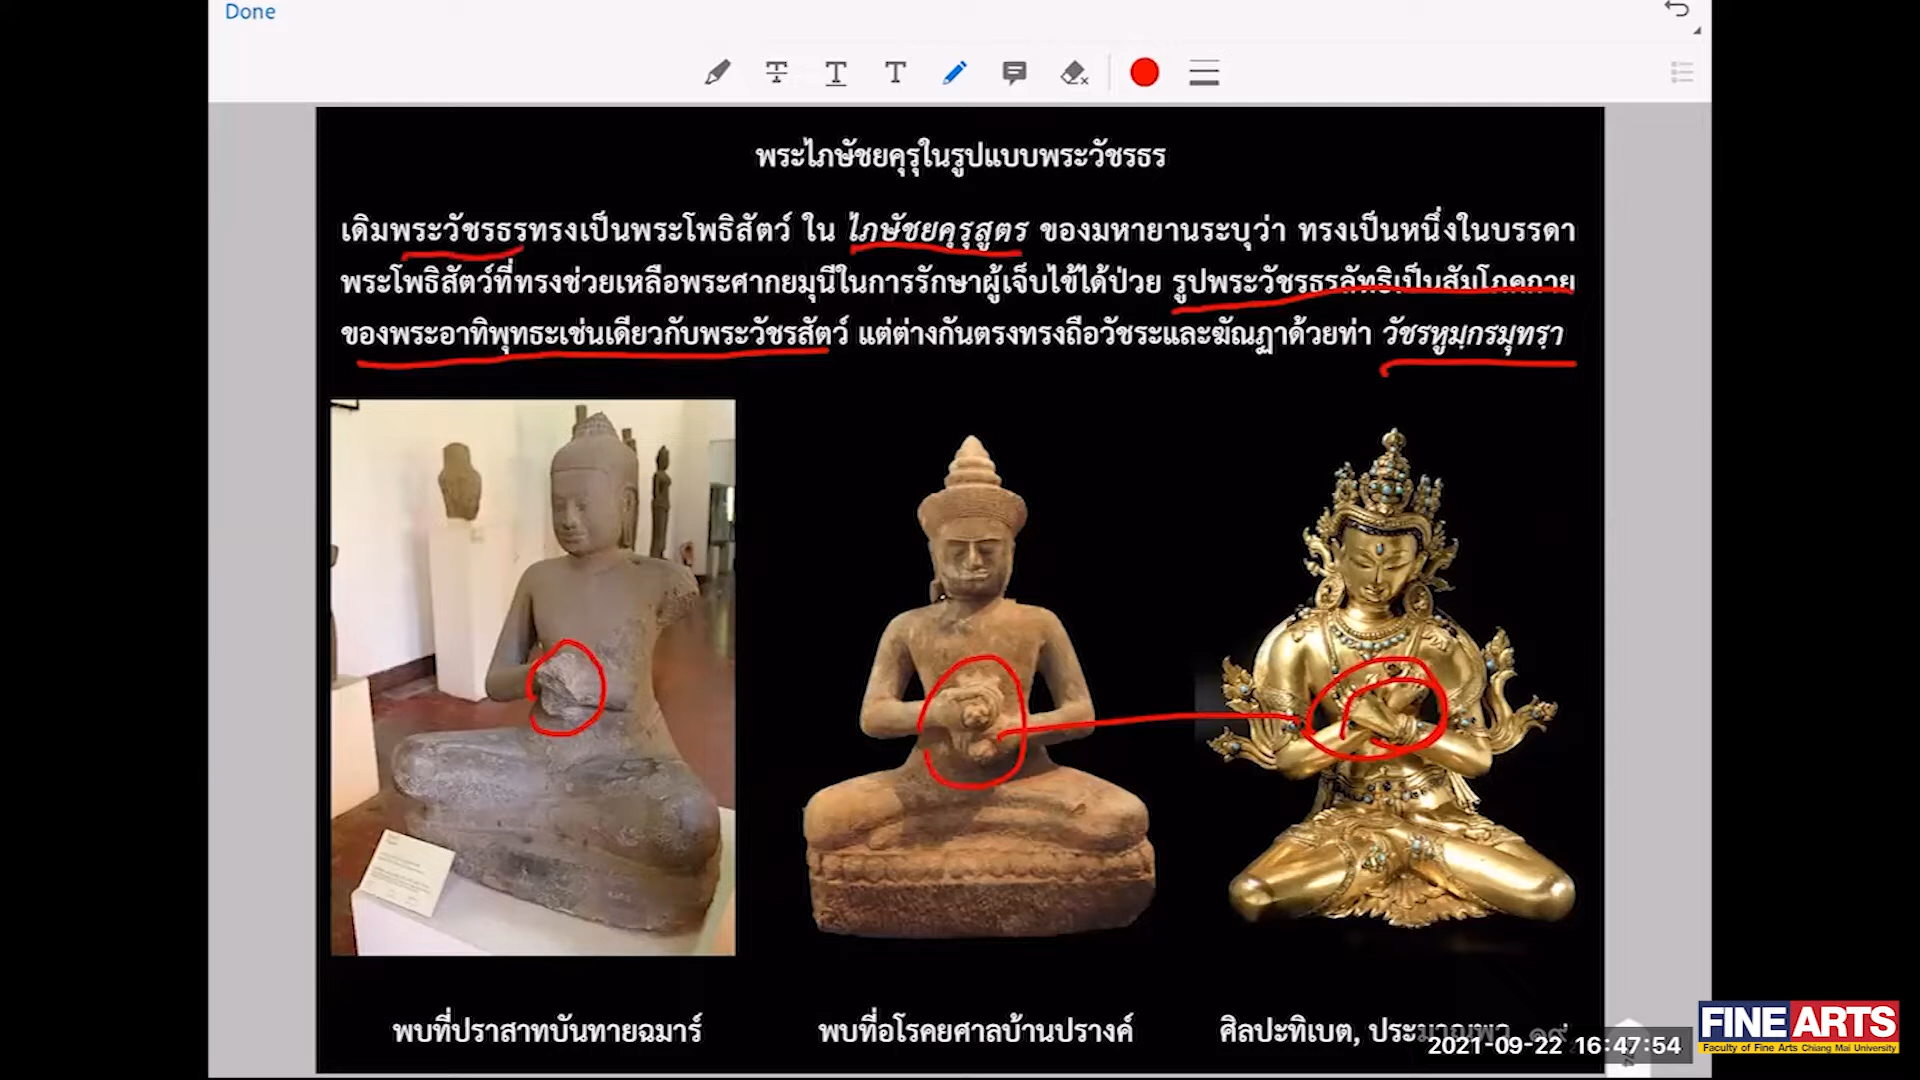 Done
พระไภษัชยคุรุในรูปแบบพระวัชรธร
เดิมพระวัชรธรทรงเป็นพระโพธิสัตว์ ใน ไภษัชยคุรุสูตร ของมหายานระบุว่า ทรงเป็นหนึ่งในบรรดา
พระโพธิสัตว์ที่ทรงช่วยเหลือพระศากยมุนีในการรักษาผู้เจ็บไข้ได้ป่วย รูปพระวัชรธรลัทธิเป็นสัมโภคกาย
ของพระอาทิพุทธะเช่นเดียวกับพระวัชรสัตว์ แต่ต่างกันตรงทรงถือวัชระและฆัณฏาด้วยท่า วัชรหูมฺกรมุทฺรา
พบที่ปราสาทบันทายฉมาร์
พบที่อโรคยศาลบ้านปรางค์
ศิลปะทิเบต, ประมาณพว. ๑๙
2021-09-22 16:47:54
FINE ARTS
Faculty of Fine Arts Chiang Mai University